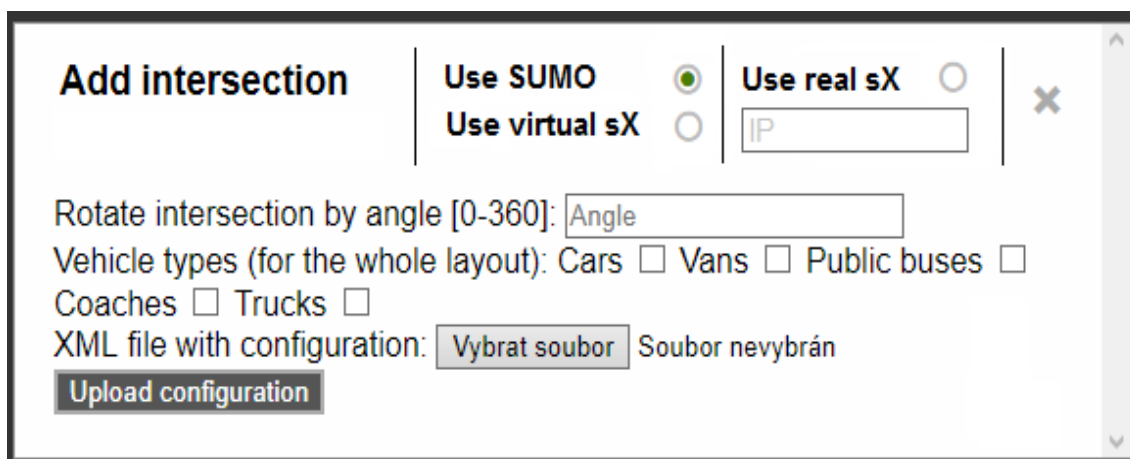 Add intersection
Use SUMO
Use virtual sX
Use real sX
IP
Rotate intersection by angle [0-360]: Angle
Vehicle types (for the whole layout): Cars Vans Public buses
Coaches Trucks
XML file with configuration: Vybrat soubor Soubor nevybrán
Upload configuration